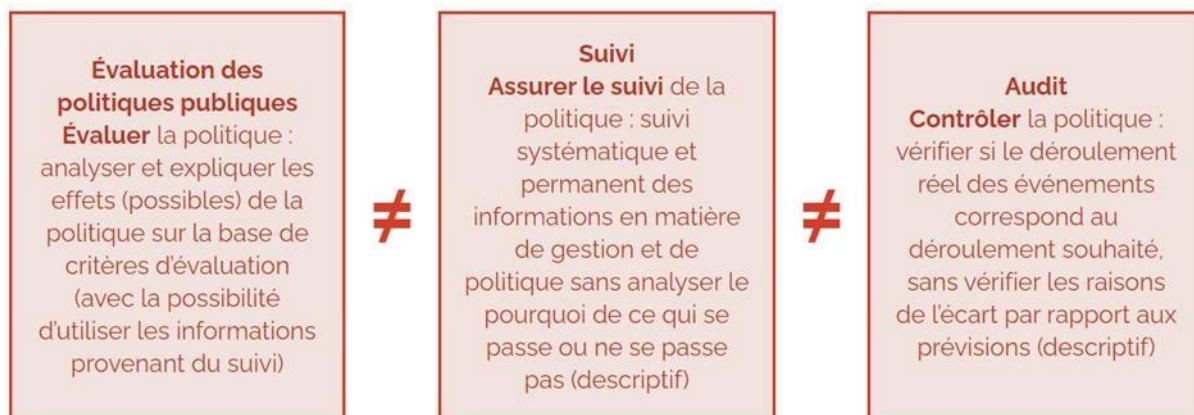 Évaluation des
politiques publiques
Évaluer la politique :
analyser et expliquer les
effets (possibles) de la
politique sur la base de
critères d'évaluation
(avec la possibilité
d'utiliser les informations
provenant du suivi)
≠
Suivi
Assurer le suivi de la
politique : suivi
systématique et
permanent des
informations en matière
de gestion et de
politique sans analyser le
pourquoi de ce qui se
passe ou ne se passe
pas (descriptif)
≠
Audit
Contrôler la politique :
vérifier si le déroulement
réel des événements
correspond au
déroulement souhaité,
sans vérifier les raisons
de l'écart par rapport aux
prévisions (descriptif)